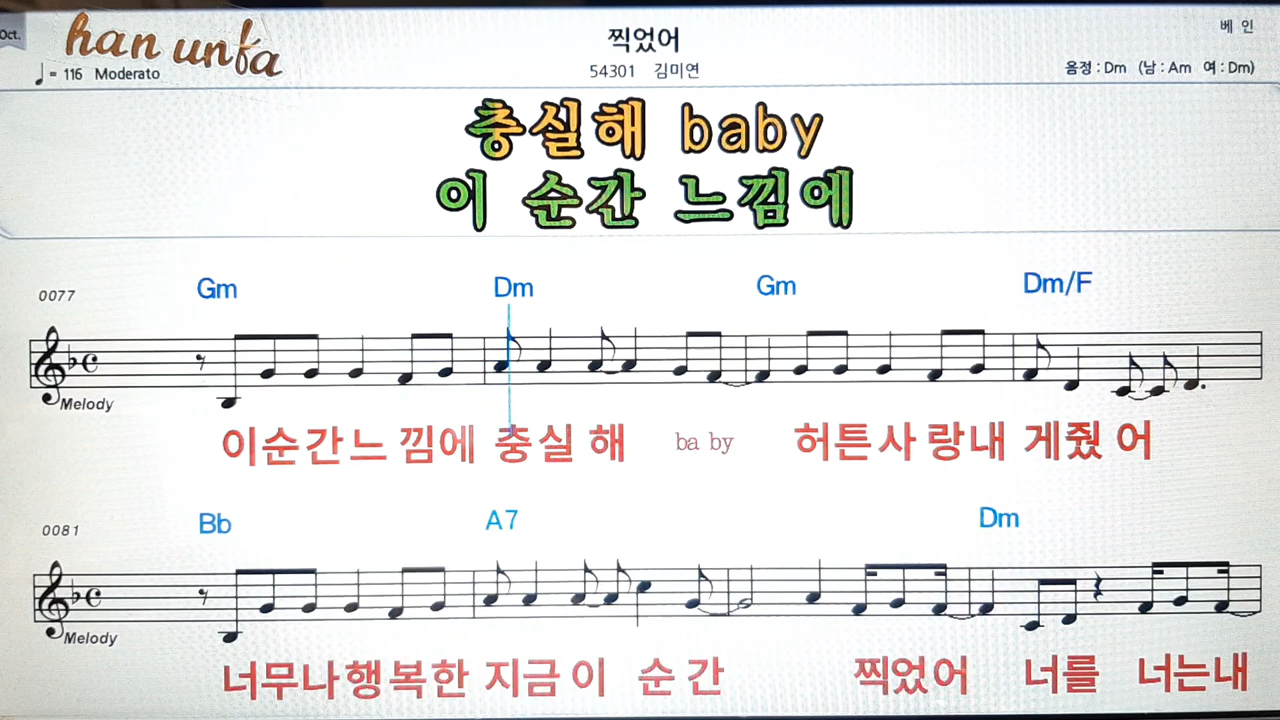 Oct.
han unfa
♩= 116 Moderato
찍었어
54301 김미연
베 인
음정 : Dm (남 : Am 여 : Dm)
충실해 baby
이 순간 느낌에
0077
Gm Dm Gm Dm/F
Melody
이순간느 낌에 충실 해 ba by 허튼사 랑내 게줬 어
0081
Bb A7 Dm
Melody
너무나행복한 지금이 순 간 찍었어 너를 너는내